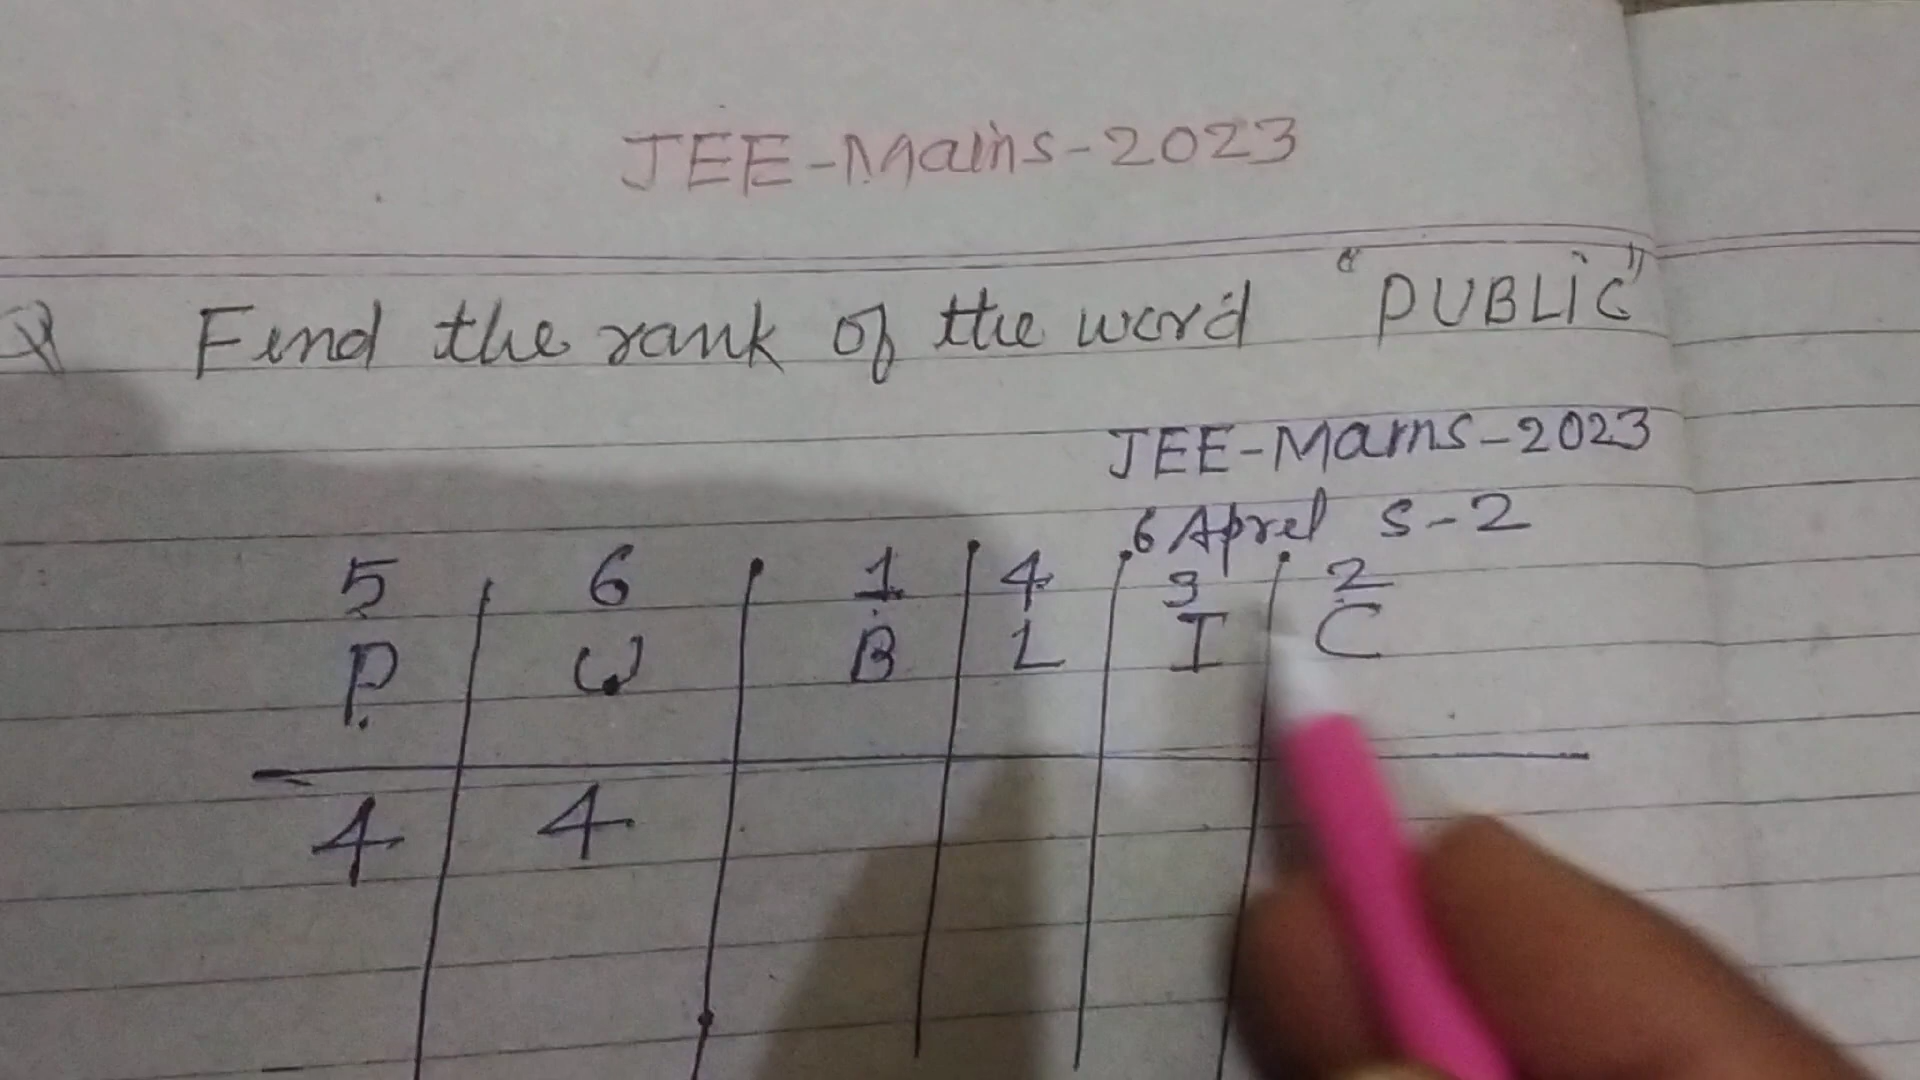 JEE-Mains-2023
Q Find the rank of the word "PUBLIC"
JEE-Mains-2023
6 April S-2
5 6 1 4 3 2
P U B L I C
4 4